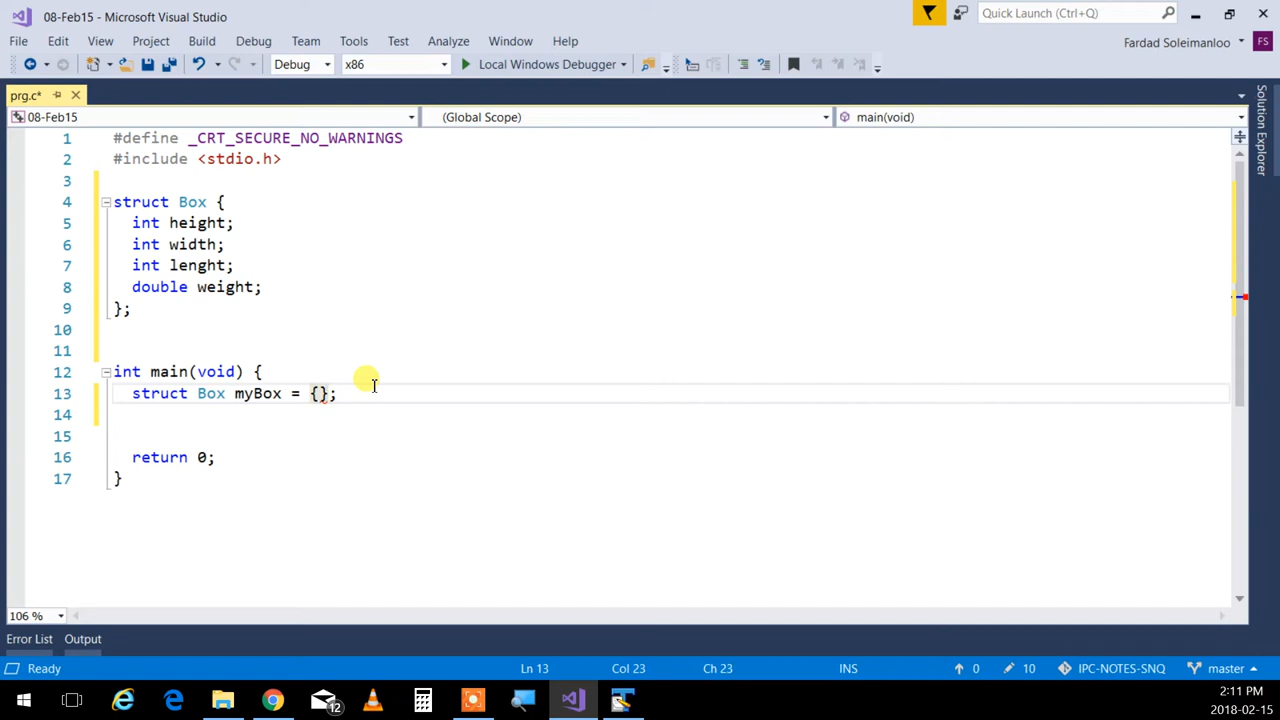 08-Feb15 - Microsoft Visual Studio
Quick Launch (Ctrl+Q)
File Edit View Project Build Debug Team Tools Test Analyze Window Help
Fardad Soleimanloo FS
Debug x86 Local Windows Debugger
prg.c*
08-Feb15 (Global Scope) main(void)
Solution Explorer
1 #define _CRT_SECURE_NO_WARNINGS
2 #include <stdio.h>
3
4 struct Box {
5 int height;
6 int width;
7 int lenght;
8 double weight;
9 };
10
11
12 int main(void) {
13 struct Box myBox = {};
14
15
16 return 0;
17 }
106 %
Error List Output
Ready Ln 13 Col 23 Ch 23 INS 0 10 IPC-NOTES-SNQ master
12
2:11 PM
2018-02-15